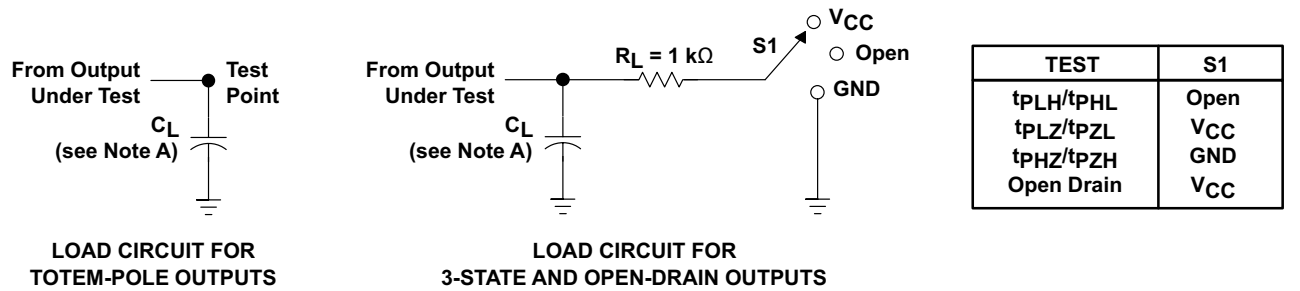 From Output
Under Test
Test
Point
CL
(see Note A)
LOAD CIRCUIT FOR
TOTEM-POLE OUTPUTS
From Output
Under Test
RL = 1 kΩ
S1
VCC
Open
GND
CL
(see Note A)
LOAD CIRCUIT FOR
3-STATE AND OPEN-DRAIN OUTPUTS
TEST S1
tPLH/tPHL Open
tPLZ/tPZL VCC
tPHZ/tPZH GND
Open Drain VCC